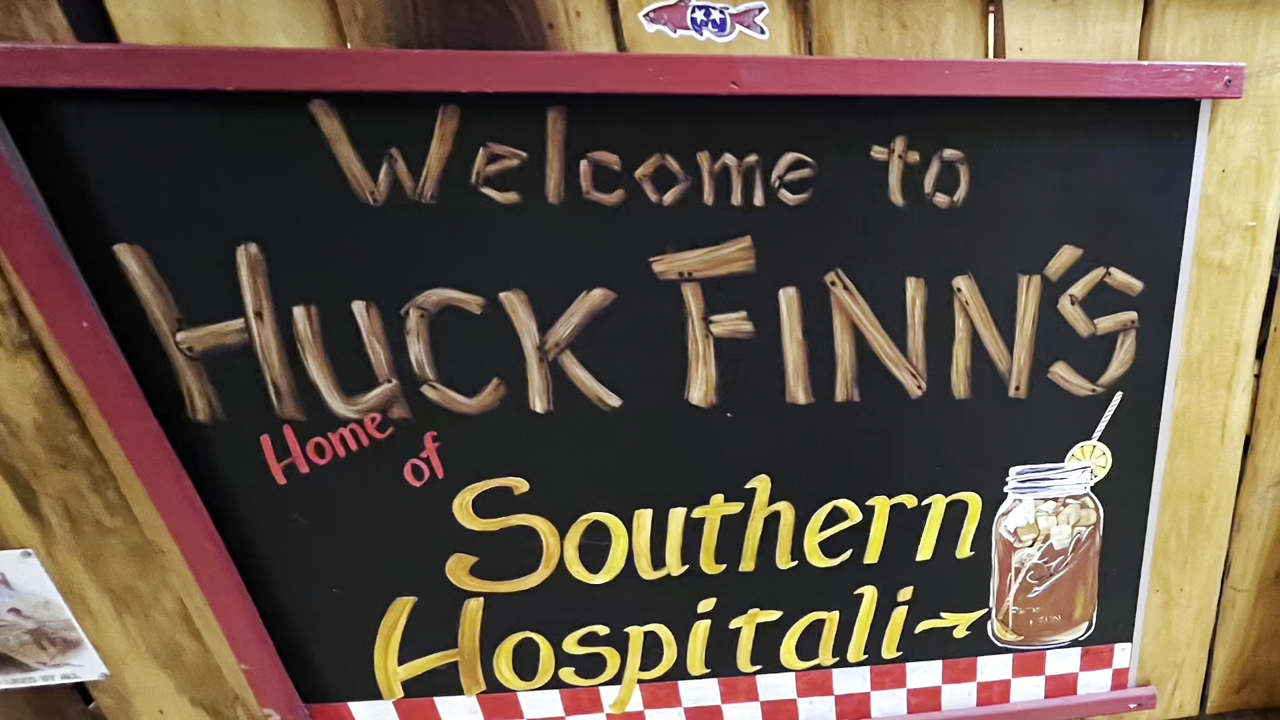 Welcome to
HUCK FINN'S
Home of
Southern
Hospitali